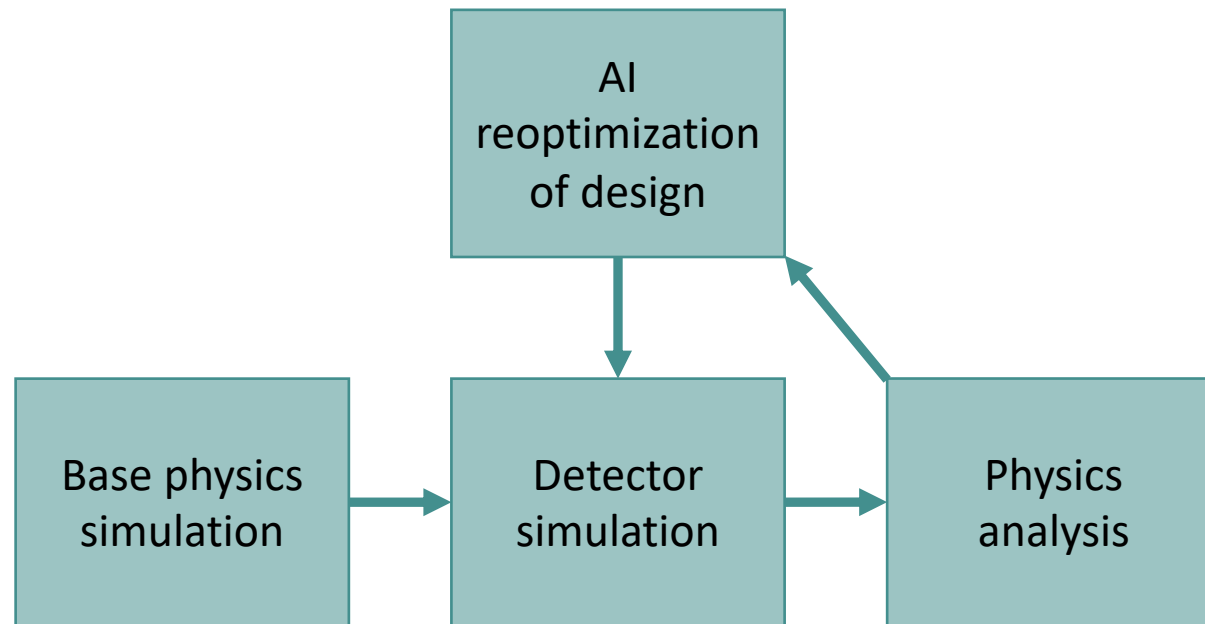 AI
reoptimization
of design
Base physics
simulation
Detector
simulation
Physics
analysis